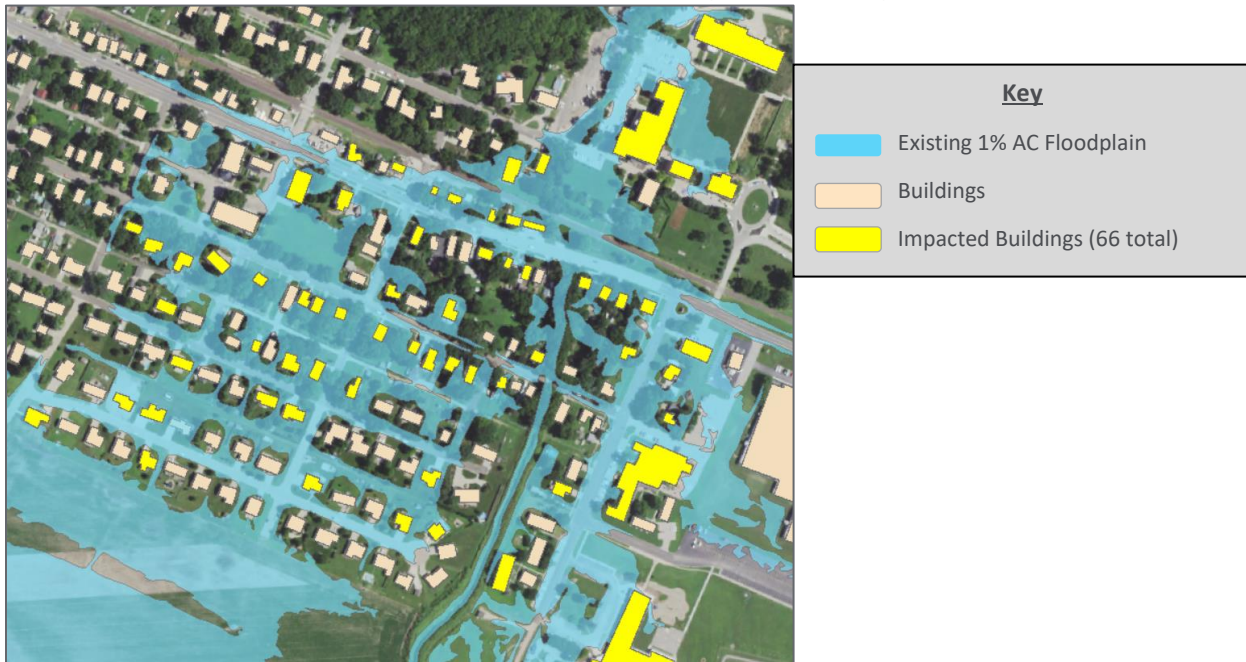 Key
Existing 1% AC Floodplain
Buildings
Impacted Buildings (66 total)